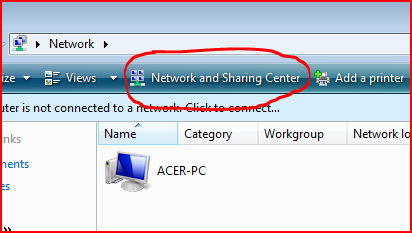 Network
ize Views Network and Sharing Center Add a printer
uter is not connected to a network. Click to connect...
Name Category Workgroup Network lo
nks
ments
es
ACER-PC
»